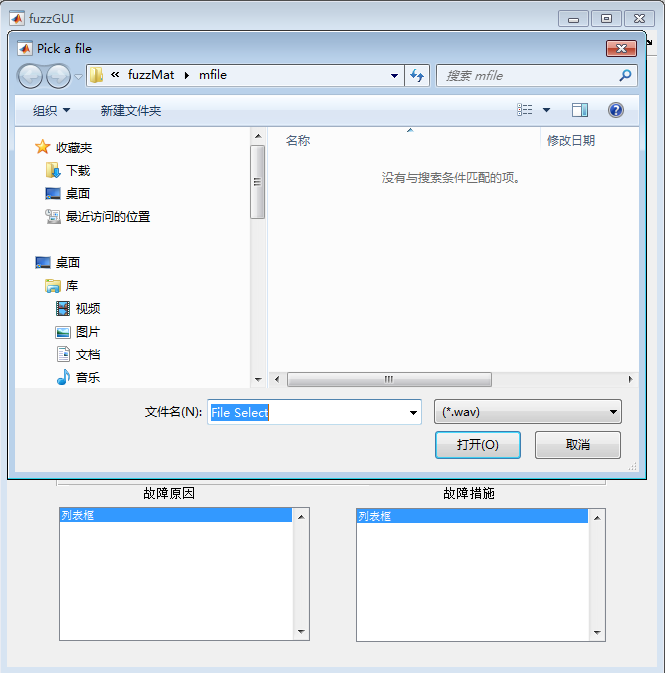 fuzzGUI
Pick a file
« fuzzMat mfile
搜索 mfile
组织 新建文件夹
收藏夹
下载
桌面
最近访问的位置
桌面
库
视频
图片
文档
音乐
名称 修改日期
没有与搜索条件匹配的项。
文件名(N): File Select (*.wav)
打开(O) 取消
故障原因 故障措施
列表框 列表框